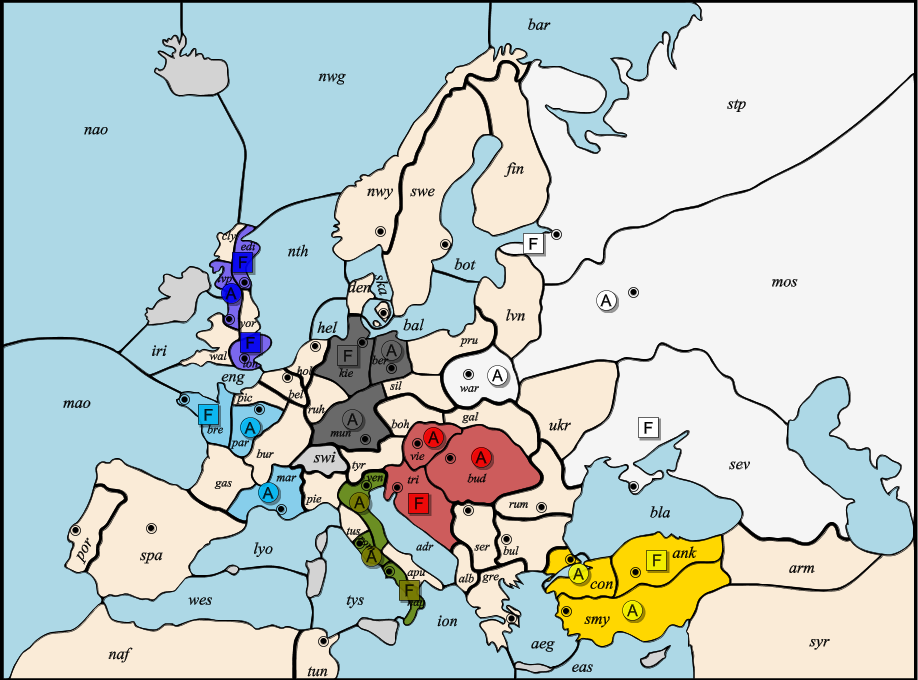 bar
nwg
stp
nao
fin
nwy
swe
cly
edi
F
nth
F
bot
ska
den
lvp
A
mos
A
lvn
yor
hel
bal
iri
F
wal
lon
pru
F
kie
A
ber
hol
eng
war
A
sil
bel
mao
pic
ruh
F
bre
A
par
A
mun
boh
gal
ukr
F
A
vie
bur
swi
tyr
A
bud
sev
gas
mar
A
ven
A
tri
F
pie
rum
bla
por
spa
lyo
tus
A
adr
ser
bul
F
ank
apu
alb
gre
A
con
arm
wes
tys
F
nap
ion
smy
A
aeg
syr
naf
tun
eas